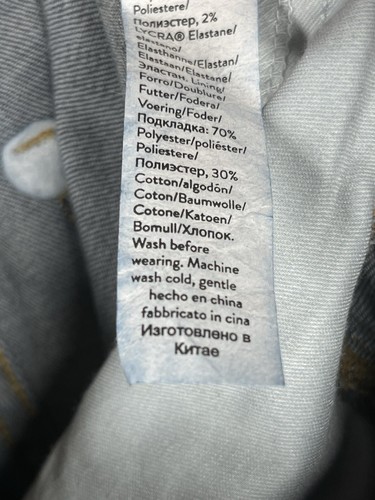 Poliestere/
Полиэстер, 2%
LYCRA® Elastane/
elasteno/
Elasthanne/Elastan/
Elastaan/Elastane/
Эластан. Lining/
Forro/Doublure/
Futter/Fodera/
Voering/Foder/
Подкладка: 70%
Polyester/poliéster/
Poliestere/
Полиэстер, 30%
Cotton/algodón/
Coton/Baumwolle/
Cotone/Katoen/
Bomull/Хлопок.
Wash before
wearing. Machine
wash cold, gentle
hecho en china
fabbricato in cina
Изготовлено в
Китае